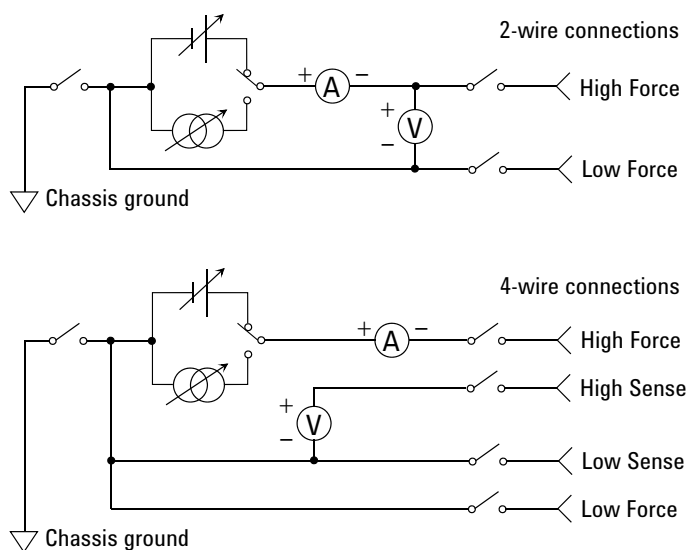 2-wire connections
+ A −
High Force
+
V
−
Low Force
Chassis ground
4-wire connections
+ A −
High Force
High Sense
+
V
−
Low Sense
Low Force
Chassis ground